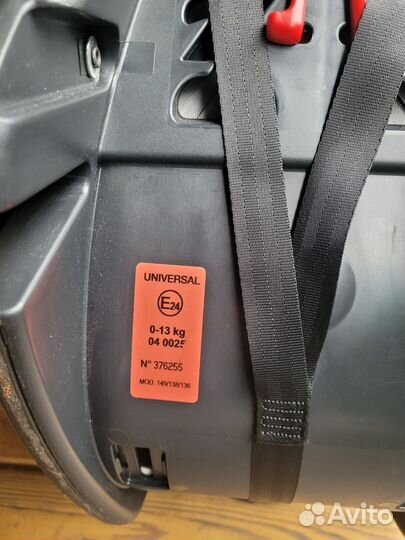 UNIVERSAL
E24
0-13 kg
04 0025
N° 376255
MOD. 149/138/136
Avito